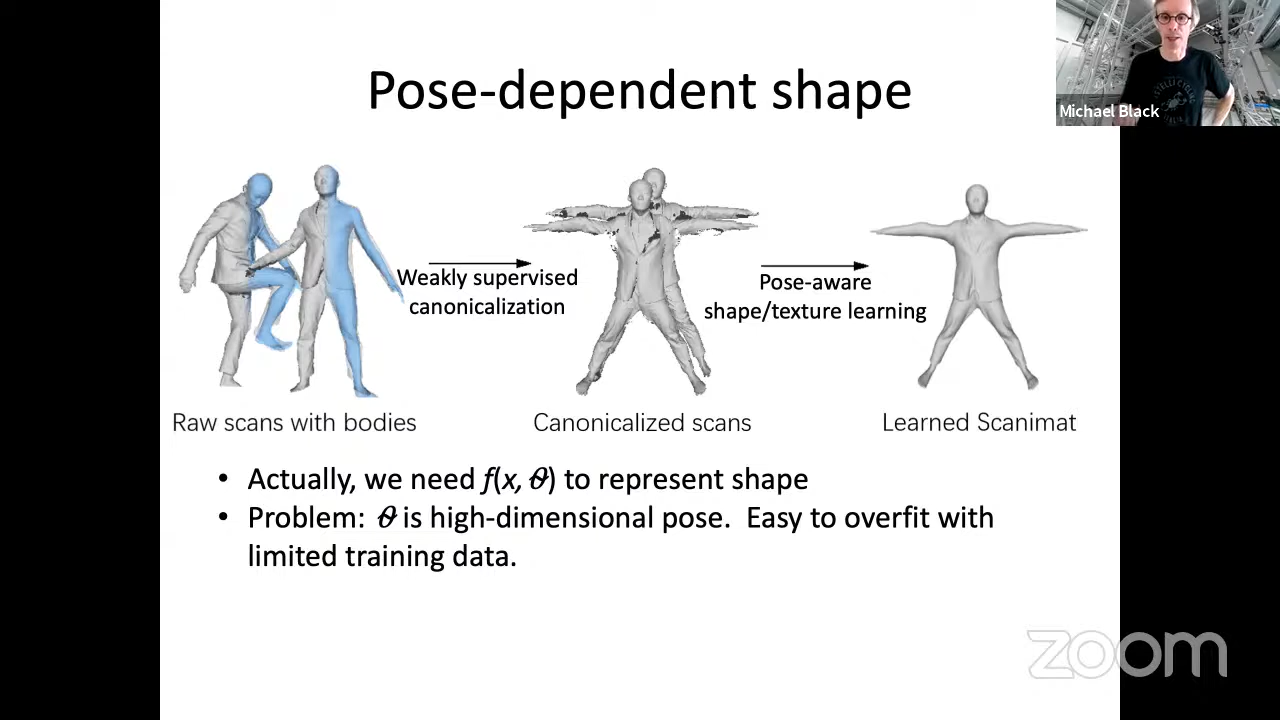 Pose-dependent shape
Michael Black
Weakly supervised
canonicalization
Pose-aware
shape/texture learning
Raw scans with bodies
Canonicalized scans
Learned Scanimat
• Actually, we need f(x, θ) to represent shape
• Problem: θ is high-dimensional pose. Easy to overfit with
limited training data.
zoom